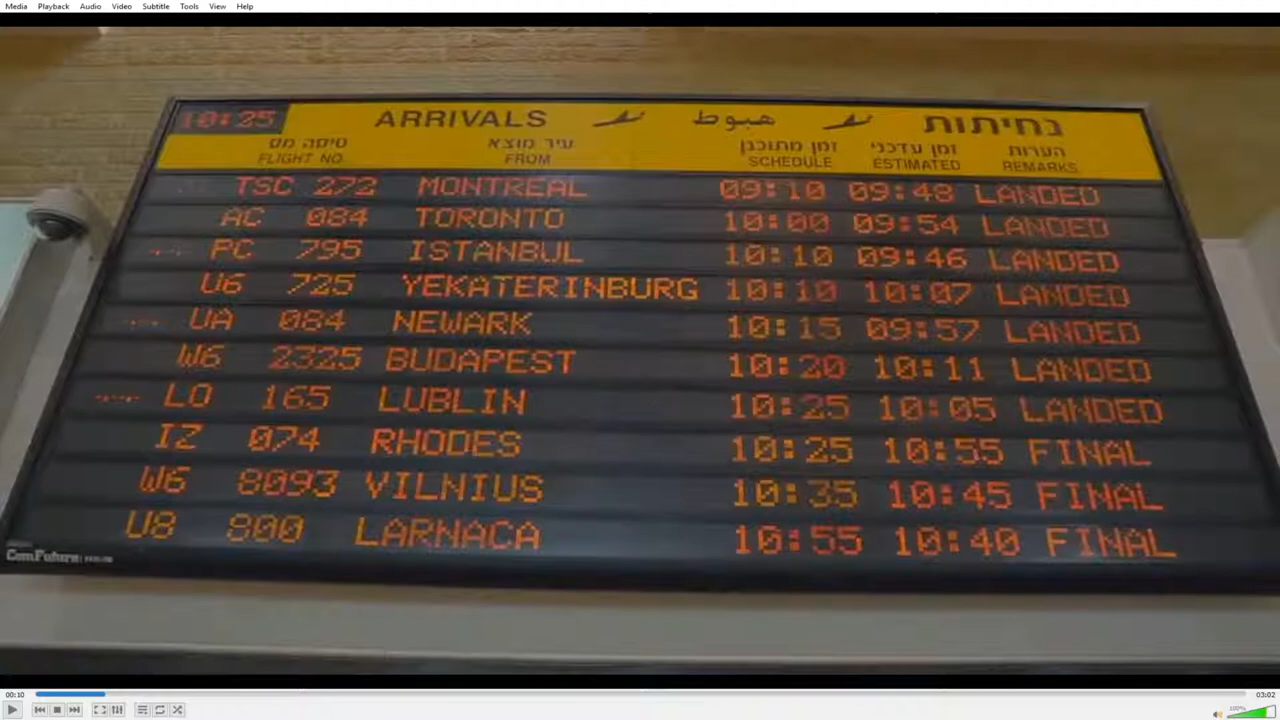 Media Playback Audio Video Subtitle Tools View Help
10:25 ARRIVALS هبوط נחיתות
טיסה מס עיר מוצא זמן מתוכנן זמן עדכני הערות
FLIGHT NO. FROM SCHEDULE ESTIMATED REMARKS
TSC 272 MONTREAL 09:10 09:48 LANDED
AC 084 TORONTO 10:00 09:54 LANDED
PC 795 ISTANBUL 10:10 09:46 LANDED
U6 725 YEKATERINBURG 10:10 10:07 LANDED
UA 084 NEWARK 10:15 09:57 LANDED
W6 2325 BUDAPEST 10:20 10:11 LANDED
LO 165 LUBLIN 10:25 10:05 LANDED
IZ 074 RHODES 10:25 10:55 FINAL
W6 8093 VILNIUS 10:35 10:45 FINAL
U8 800 LARNACA 10:55 10:40 FINAL
ComFuture
00:10 03:02
100%